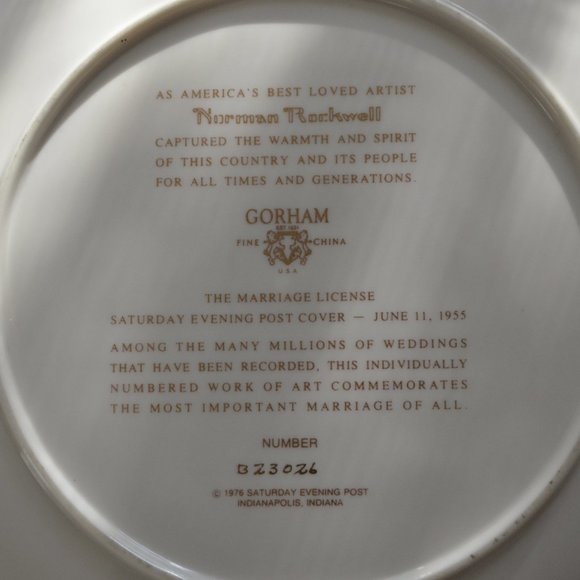 AS AMERICA'S BEST LOVED ARTIST
Norman Rockwell
CAPTURED THE WARMTH AND SPIRIT
OF THIS COUNTRY AND ITS PEOPLE
FOR ALL TIMES AND GENERATIONS.
GORHAM
EST. 1831
FINE CHINA
USA
THE MARRIAGE LICENSE
SATURDAY EVENING POST COVER — JUNE 11, 1955
AMONG THE MANY MILLIONS OF WEDDINGS
THAT HAVE BEEN RECORDED, THIS INDIVIDUALLY
NUMBERED WORK OF ART COMMEMORATES
THE MOST IMPORTANT MARRIAGE OF ALL.
NUMBER
B23026
© 1976 SATURDAY EVENING POST
INDIANAPOLIS, INDIANA